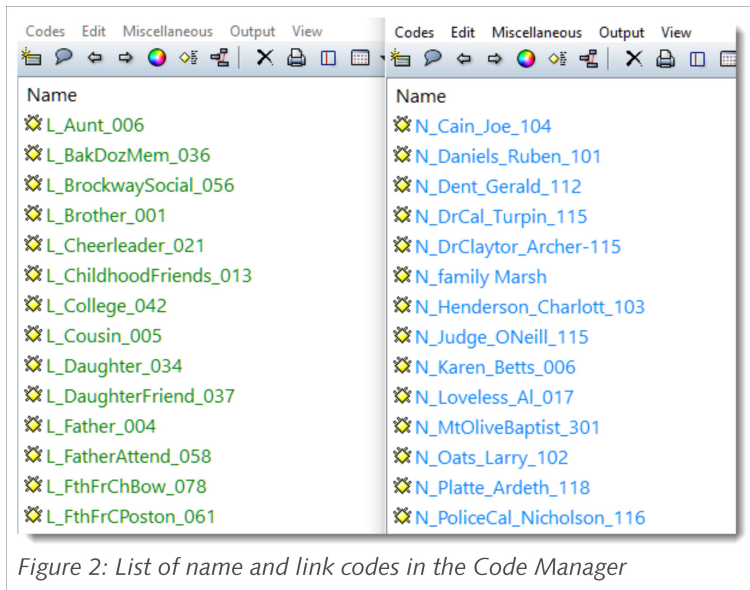 Codes Edit Miscellaneous Output View
Name
L_Aunt_006
L_BakDozMem_036
L_BrockwaySocial_056
L_Brother_001
L_Cheerleader_021
L_ChildhoodFriends_013
L_College_042
L_Cousin_005
L_Daughter_034
L_DaughterFriend_037
L_Father_004
L_FatherAttend_058
L_FthFrChBow_078
L_FthFrCPoston_061
Codes Edit Miscellaneous Output View
Name
N_Cain_Joe_104
N_Daniels_Ruben_101
N_Dent_Gerald_112
N_DrCal_Turpin_115
N_DrClaytor_Archer-115
N_family Marsh
N_Henderson_Charlott_103
N_Judge_ONeill_115
N_Karen_Betts_006
N_Loveless_Al_017
N_MtOliveBaptist_301
N_Oats_Larry_102
N_Platte_Ardeth_118
N_PoliceCal_Nicholson_116
Figure 2: List of name and link codes in the Code Manager